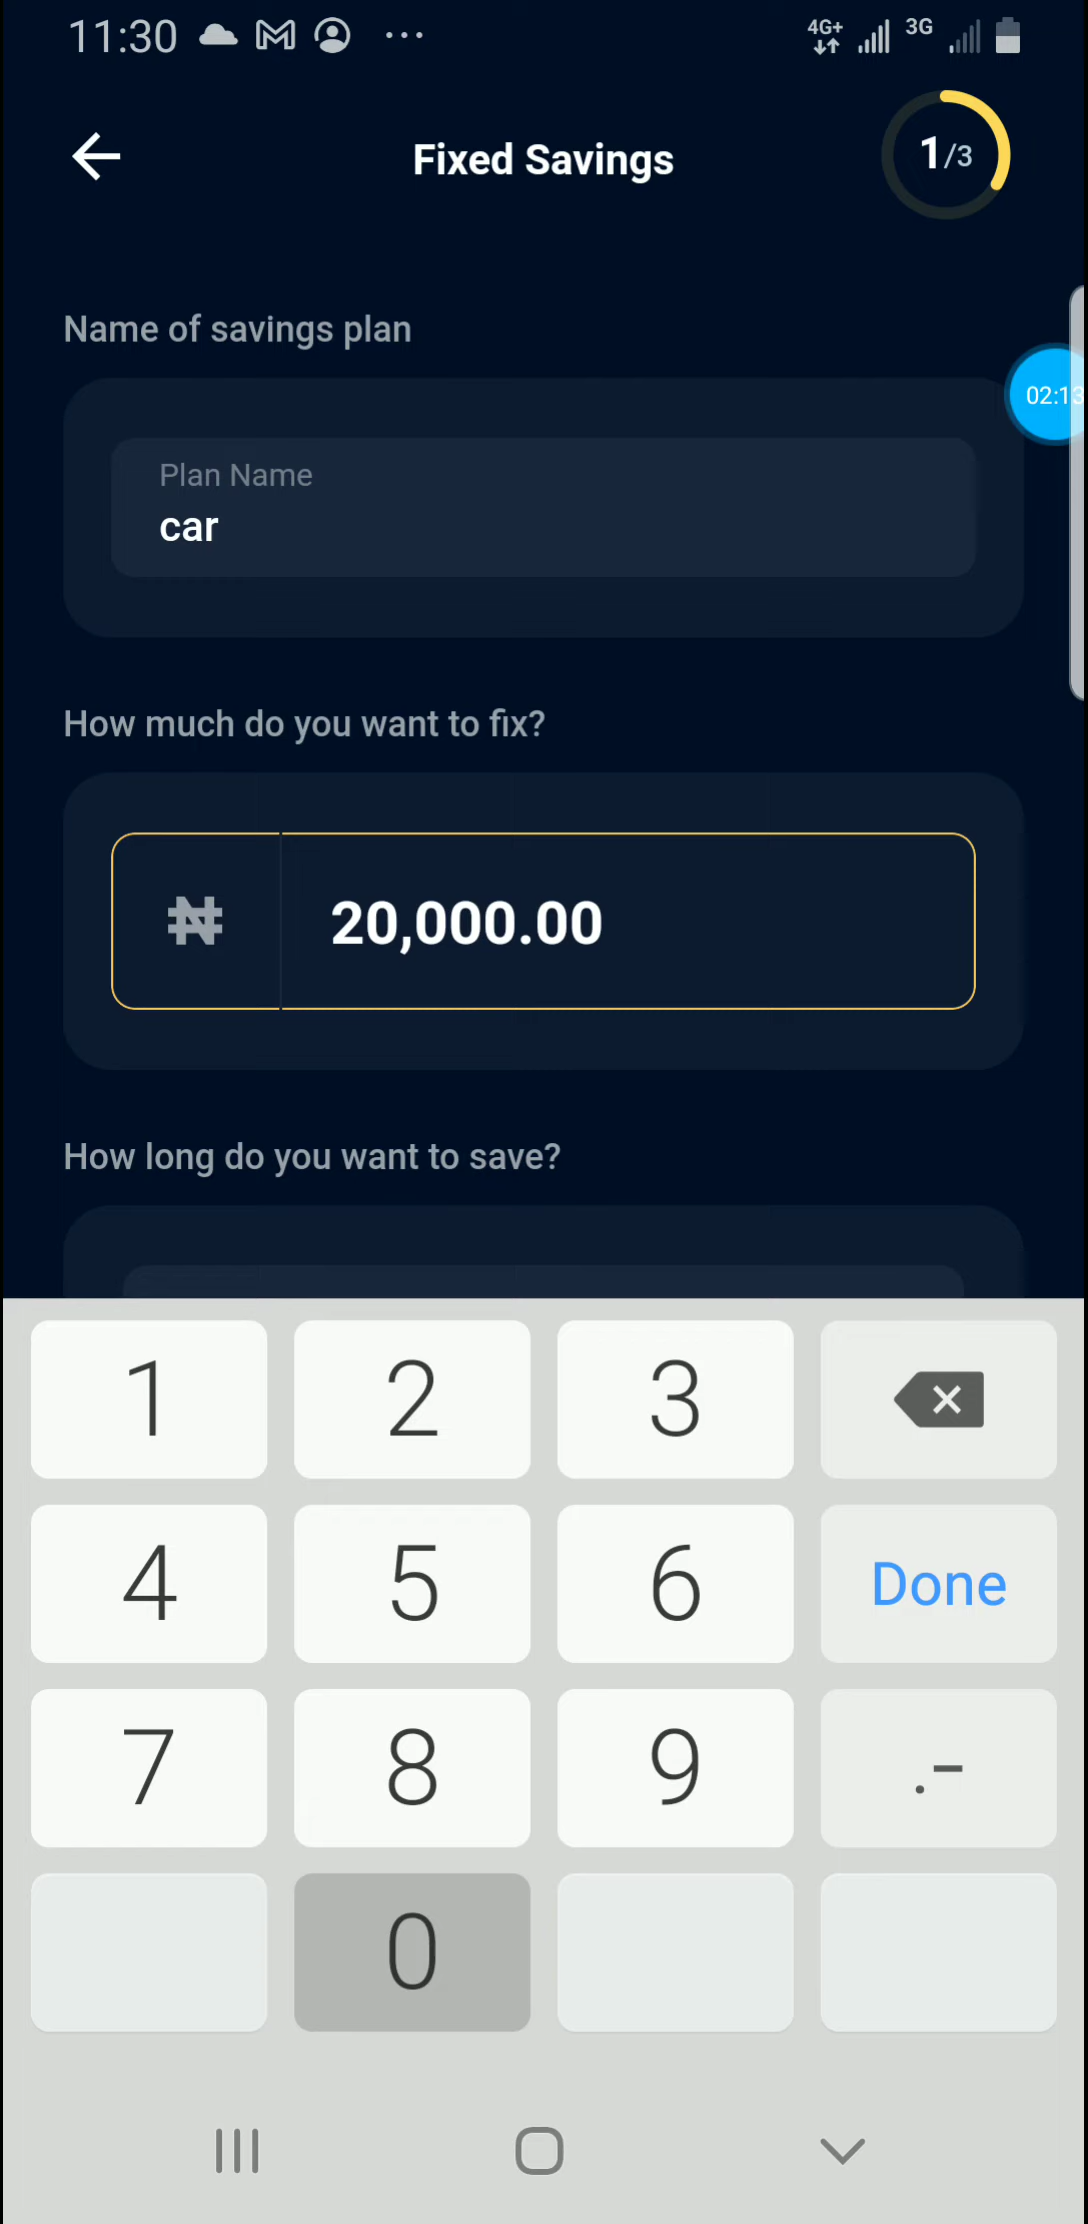 11:30
4G+
3G
Fixed Savings
1/3
Name of savings plan
02:13
Plan Name
car
How much do you want to fix?
₦ 20,000.00
How long do you want to save?
1 2 3
4 5 6 Done
7 8 9 .-
0